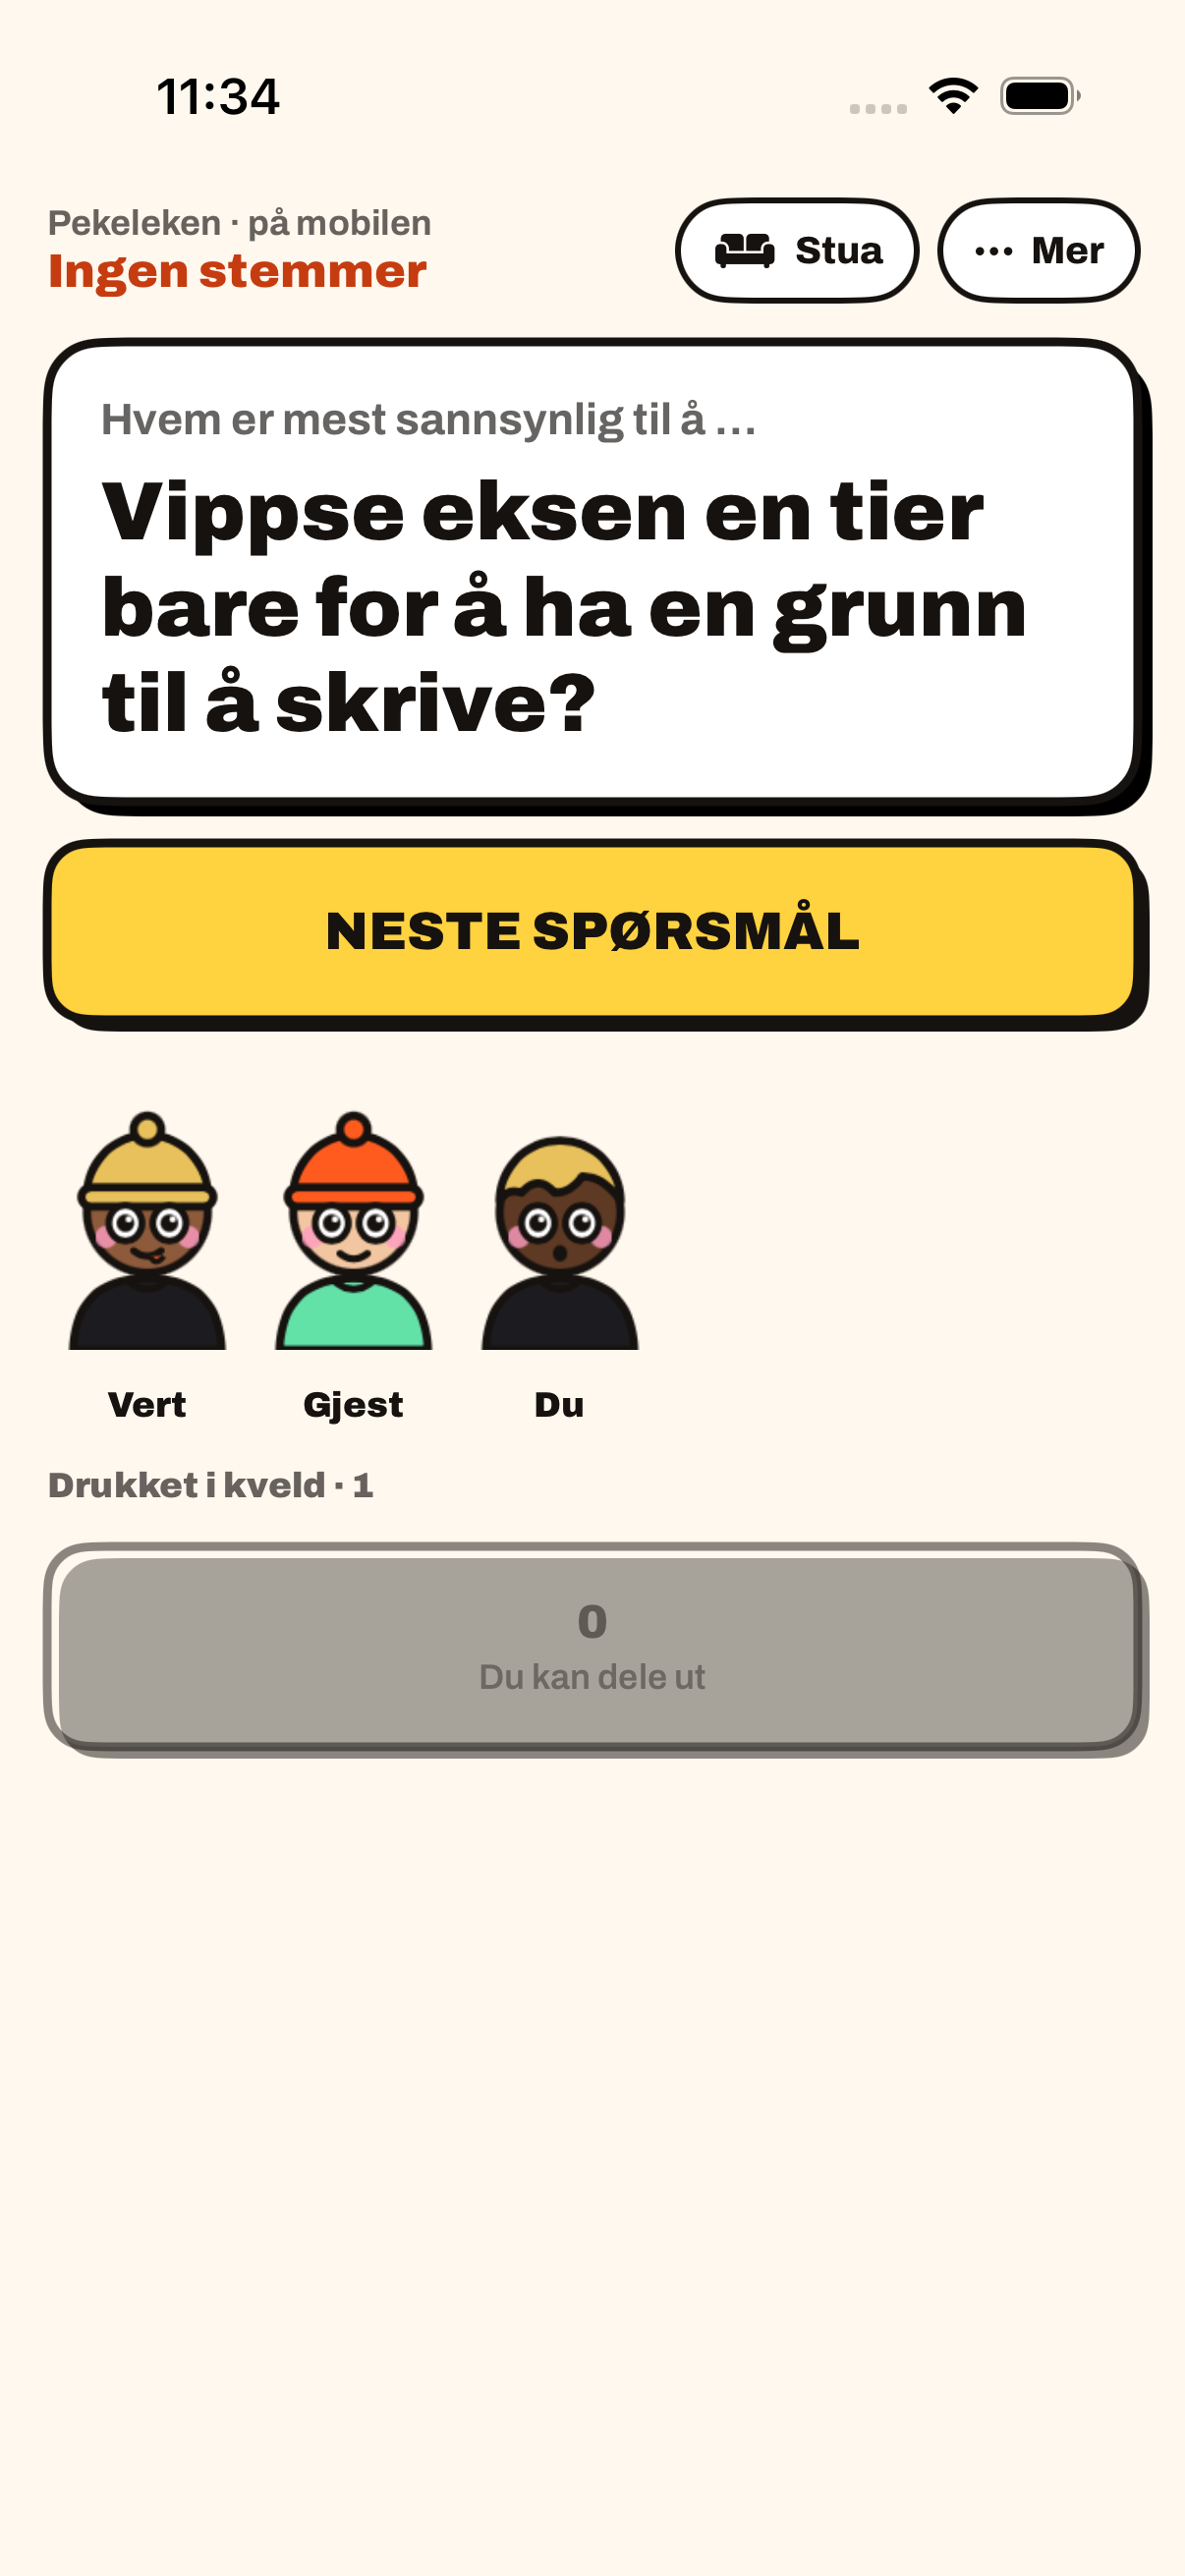 11:34
Pekeleken · på mobilen
Ingen stemmer
Stua
Mer
Hvem er mest sannsynlig til å ...
Vippse eksen en tier
bare for å ha en grunn
til å skrive?
NESTE SPØRSMÅL
Vert
Gjest
Du
Drukket i kveld · 1
0
Du kan dele ut